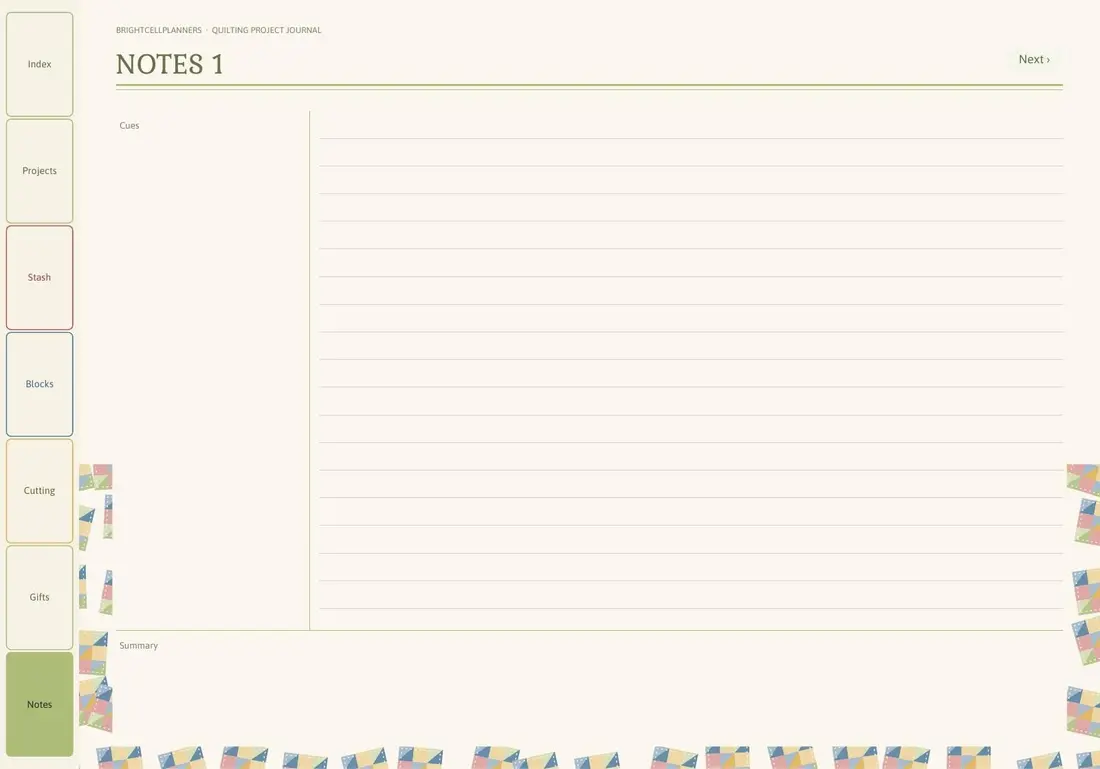 BRIGHTCELLPLANNERS · QUILTING PROJECT JOURNAL
NOTES 1
Next ›
Index
Projects
Stash
Blocks
Cutting
Gifts
Notes
Cues
Summary